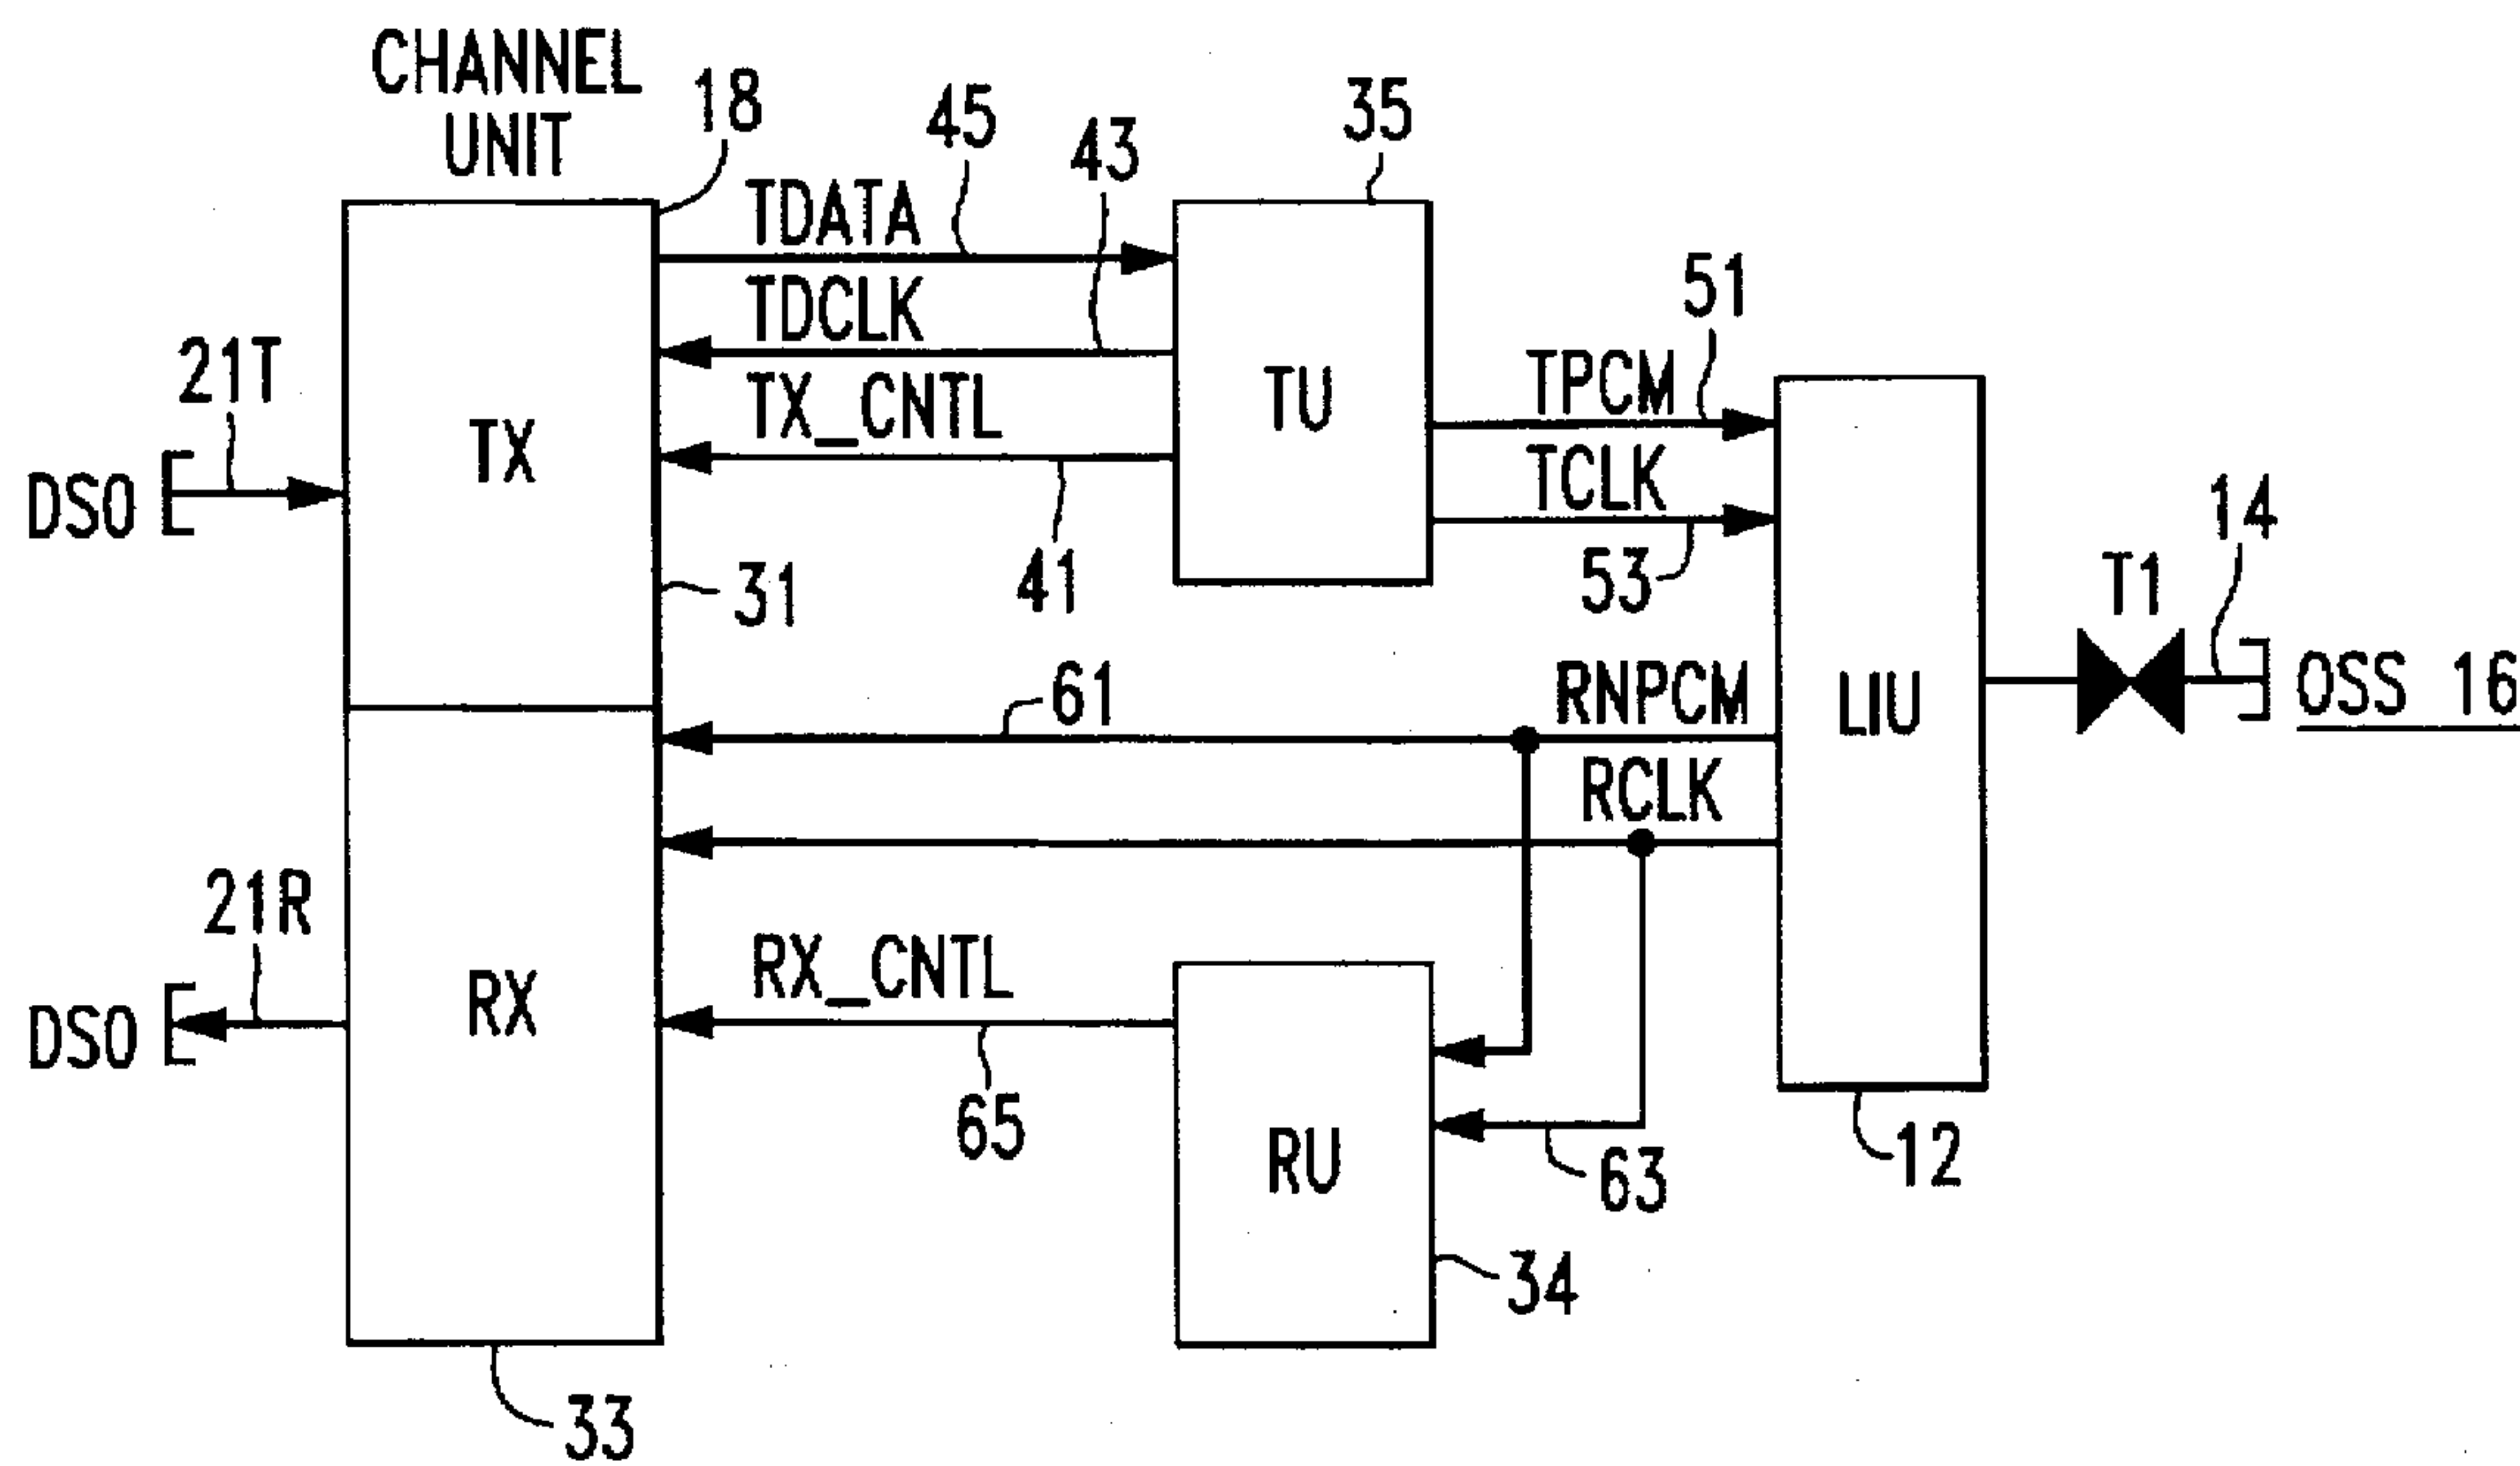 CHANNEL
UNIT
18
45
43
35
TDATA
TDCLK
TX_CNTL
51
21T
TX
TU
TPCM
TCLK
DS0
14
41
53
T1
31
61
RNPCM
LIU
OSS 16
RCLK
21R
RX_CNTL
RX
DS0
65
RU
63
12
34
33